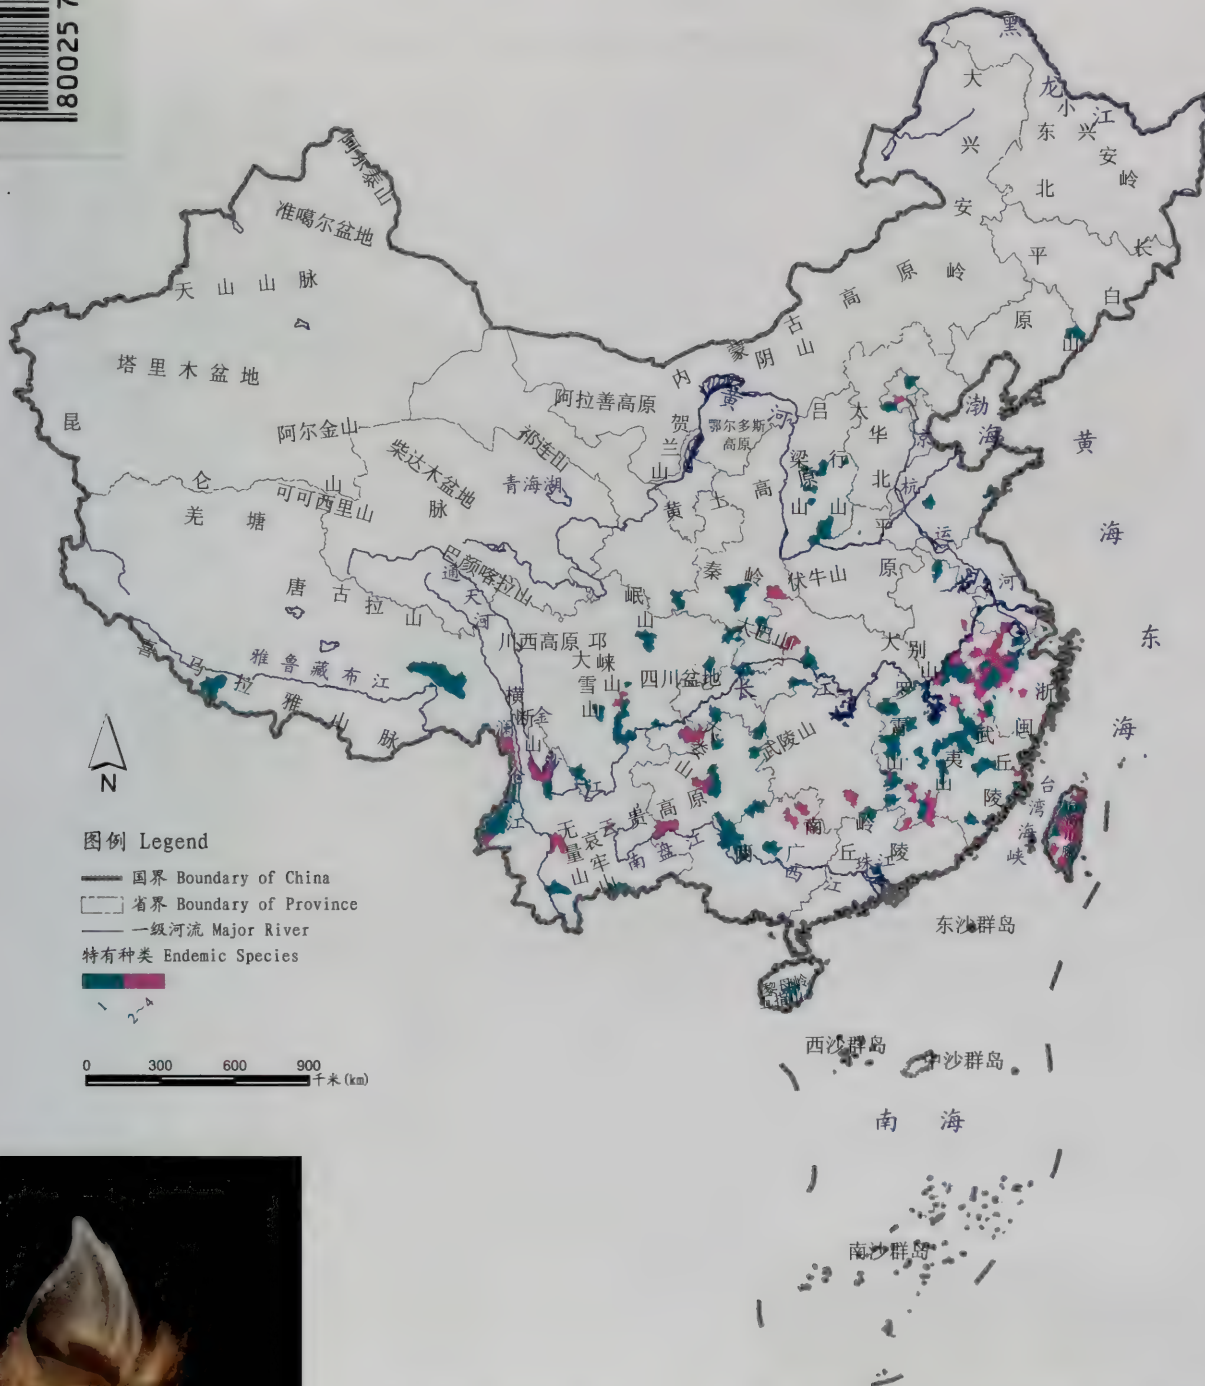 80025
黑龙江
大兴安岭
小兴安岭
东北平原
长白山
阿尔泰山
准噶尔盆地
天山山脉
塔里木盆地
内蒙古高原
阴山
阿拉善高原
贺兰山
鄂尔多斯
高原
黄河
吕梁山
太行山
华北平原
京杭运河
渤海
黄海
昆仑山脉
阿尔金山
柴达木盆地
祁连山
青海湖
可可西里山
羌塘
黄土高原
巴颜喀拉山
通天河
秦岭
伏牛山
唐古拉山
岷山
川西高原
邛崃山
大雪山
大巴山
大别山
四川盆地
长江
东海
喜马拉雅山脉
雅鲁藏布江
横断山
金沙江
澜沧江
武陵山
娄山
罗霄山
武夷山
浙闽丘陵
无量山
哀牢山
云贵高原
南盘江
南岭
两广丘陵
西江
珠江
台湾海峡
N
图例 Legend
国界 Boundary of China
省界 Boundary of Province
一级河流 Major River
特有种类 Endemic Species
1
2~4
0 300 600 900
千米(km)
东沙群岛
黎母岭
五指山
西沙群岛
中沙群岛
南海
南沙群岛